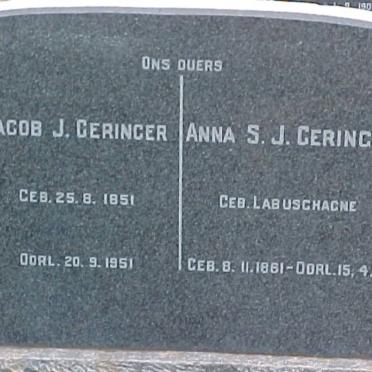 ONS OUERS
ACOB J. GERINGER
GEB. 25. 8. 1851
OORL. 20. 9. 1951
ANNA S. J. GERING
GEB. LABUSCHAGNE
GEB. 8. 11. 1861 - OORL. 15. 4.